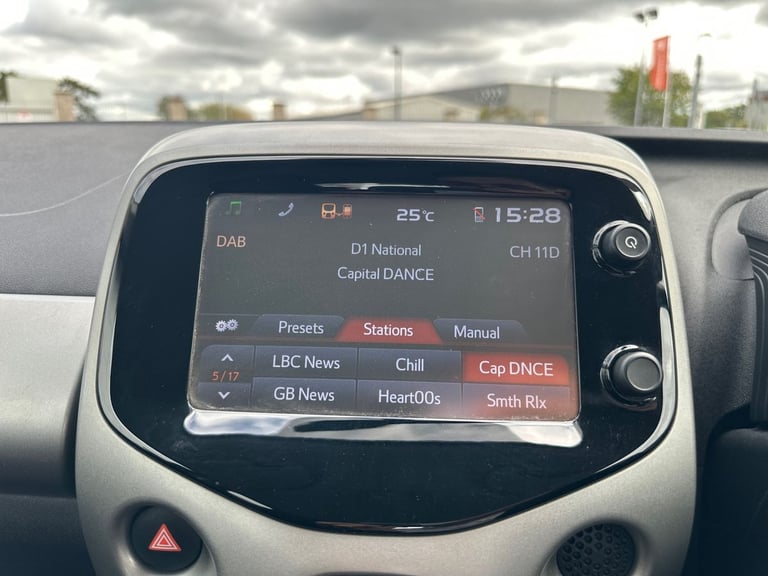 25°C
15:28
DAB
D1 National
CH 11D
Capital DANCE
Presets
Stations
Manual
5 / 17
LBC News
Chill
Cap DNCE
GB News
Heart00s
Smth Rlx